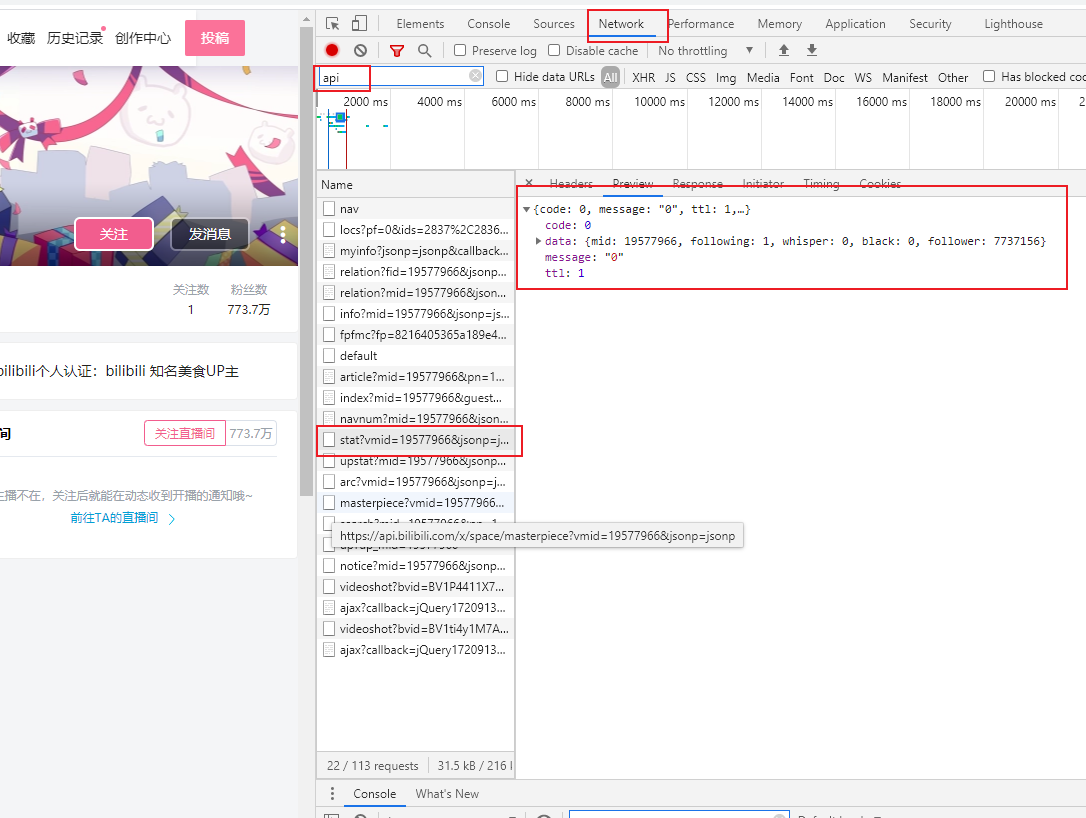 收藏 历史记录 创作中心 投稿
关注 发消息
关注数 粉丝数
1 773.7万
bilibili个人认证：bilibili 知名美食UP主
间 关注直播间 773.7万
主播不在，关注后就能在动态收到开播的通知哦~
前往TA的直播间
Elements Console Sources Network Performance Memory Application Security Lighthouse
Preserve log Disable cache No throttling
api Hide data URLs All XHR JS CSS Img Media Font Doc WS Manifest Other Has blocked coo
2000 ms 4000 ms 6000 ms 8000 ms 10000 ms 12000 ms 14000 ms 16000 ms 18000 ms 20000 ms 2
Name
nav
locs?pf=0&ids=2837%2C2836...
myinfo?jsonp=jsonp&callback...
relation?fid=19577966&jsonp...
relation?mid=19577966&json...
info?mid=19577966&jsonp=js...
fpfmc?fp=8216405365a189e4...
default
article?mid=19577966&pn=1...
index?mid=19577966&guest...
navnum?mid=19577966&json...
stat?vmid=19577966&jsonp=j...
upstat?mid=19577966&jsonp...
arc?vmid=19577966&jsonp=j...
masterpiece?vmid=19577966...
https://api.bilibili.com/x/space/masterpiece?vmid=19577966&jsonp=jsonp
notice?mid=19577966&jsonp...
videoshot?bvid=BV1P4411X7...
ajax?callback=jQuery1720913...
videoshot?bvid=BV1ti4y1M7A...
ajax?callback=jQuery1720913...
22 / 113 requests 31.5 kB / 216 
Headers Preview Response Initiator Timing Cookies
{code: 0, message: "0", ttl: 1,…}
code: 0
data: {mid: 19577966, following: 1, whisper: 0, black: 0, follower: 7737156}
message: "0"
ttl: 1
Console What's New